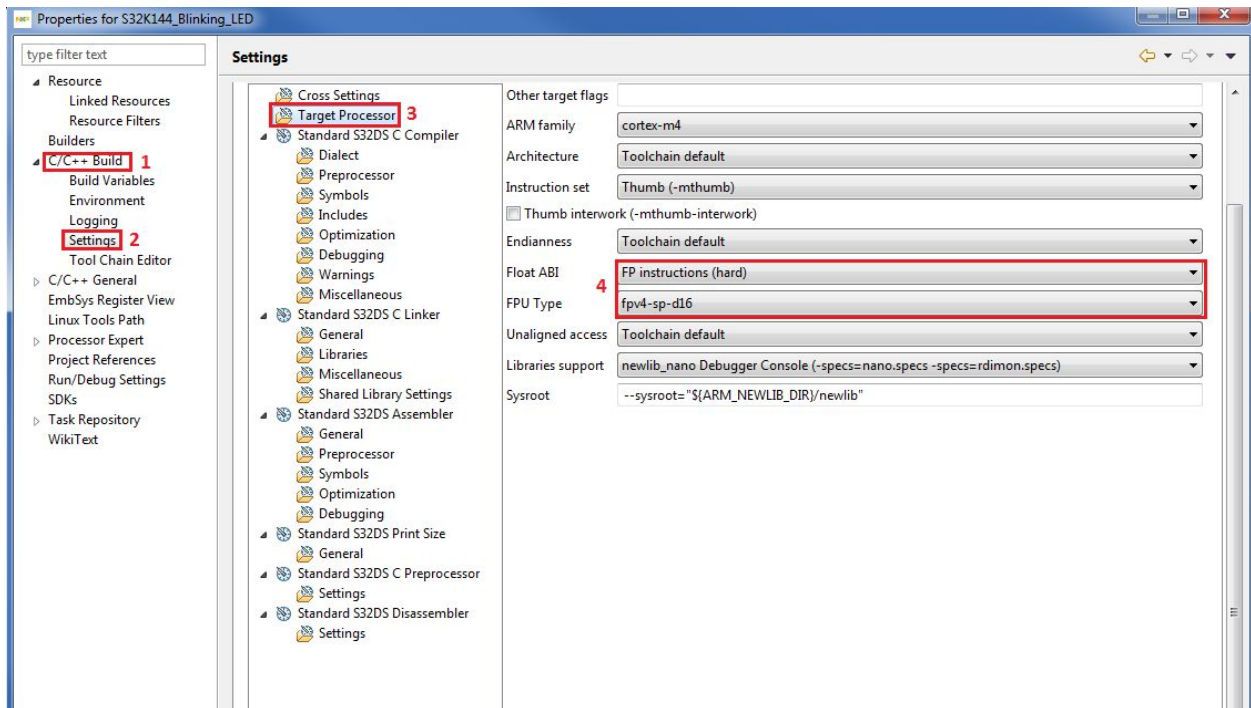 NXP Properties for S32K144_Blinking_LED
type filter text
Settings
Resource
Linked Resources
Resource Filters
Builders
C/C++ Build 1
Build Variables
Environment
Logging
Settings 2
Tool Chain Editor
C/C++ General
EmbSys Register View
Linux Tools Path
Processor Expert
Project References
Run/Debug Settings
SDKs
Task Repository
WikiText
Cross Settings
Target Processor 3
Standard S32DS C Compiler
Dialect
Preprocessor
Symbols
Includes
Optimization
Debugging
Warnings
Miscellaneous
Standard S32DS C Linker
General
Libraries
Miscellaneous
Shared Library Settings
Standard S32DS Assembler
General
Preprocessor
Symbols
Optimization
Debugging
Standard S32DS Print Size
General
Standard S32DS C Preprocessor
Settings
Standard S32DS Disassembler
Settings
Other target flags
ARM family cortex-m4
Architecture Toolchain default
Instruction set Thumb (-mthumb)
Thumb interwork (-mthumb-interwork)
Endianness Toolchain default
Float ABI FP instructions (hard)
4
FPU Type fpv4-sp-d16
Unaligned access Toolchain default
Libraries support newlib_nano Debugger Console (-specs=nano.specs -specs=rdimon.specs)
Sysroot --sysroot="${ARM_NEWLIB_DIR}/newlib"